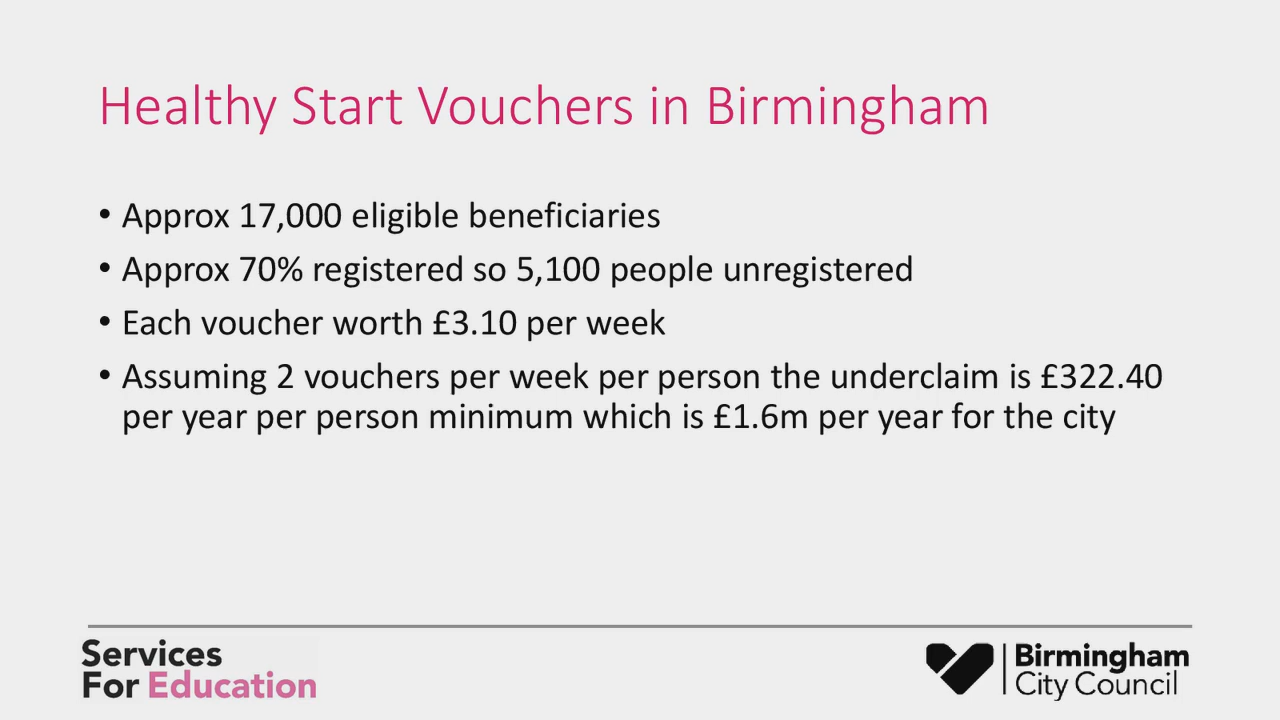 Healthy Start Vouchers in Birmingham
• Approx 17,000 eligible beneficiaries
• Approx 70% registered so 5,100 people unregistered
• Each voucher worth £3.10 per week
• Assuming 2 vouchers per week per person the underclaim is £322.40
per year per person minimum which is £1.6m per year for the city
Services
For Education
Birmingham
City Council